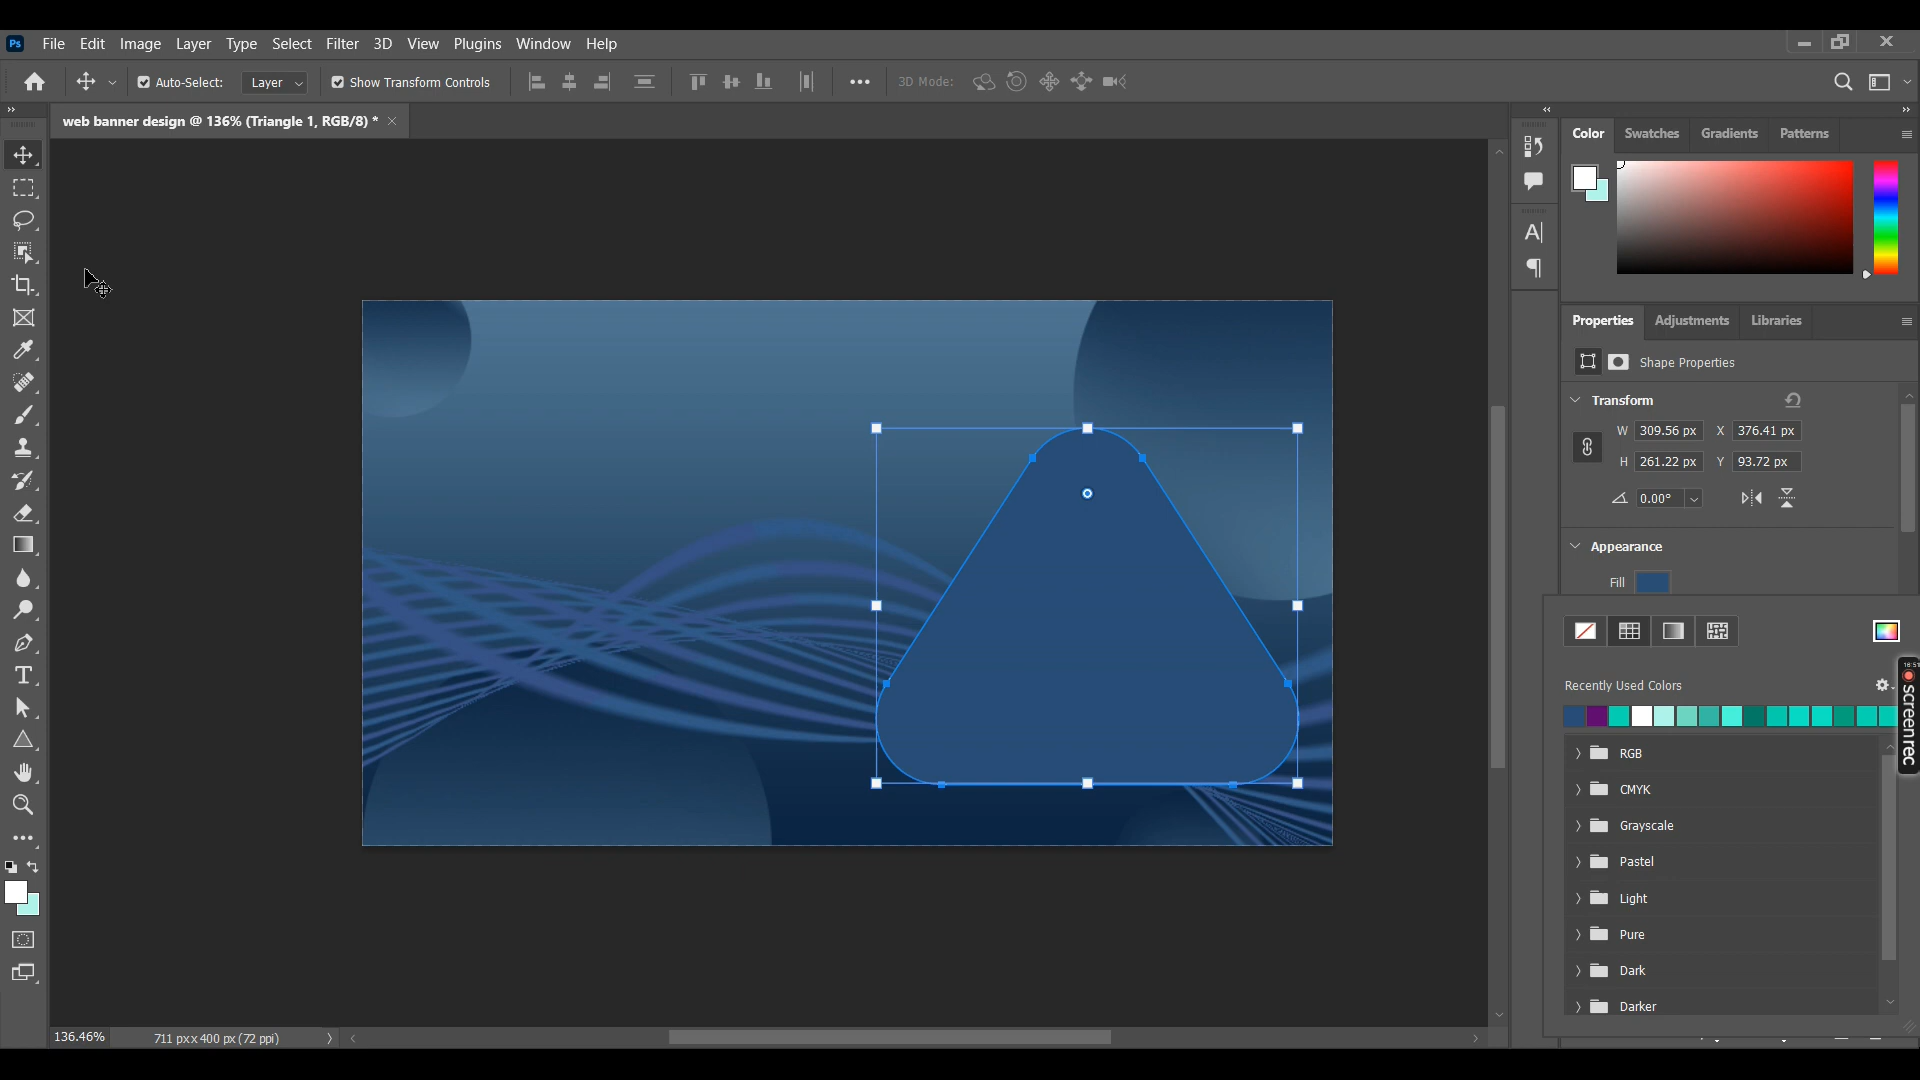 Ps File Edit Image Layer Type Select Filter 3D View Plugins Window Help
Auto-Select: Layer Show Transform Controls 3D Mode:
web banner design @ 136% (Triangle 1, RGB/8) *
Color Swatches Gradients Patterns
Properties Adjustments Libraries
Shape Properties
Transform
W 309.56 px X 376.41 px
H 261.22 px Y 93.72 px
0.00°
Appearance
Fill
Recently Used Colors
RGB
CMYK
Grayscale
Pastel
Light
Pure
Dark
Darker
16:51
screenrec
136.46% 711 px x 400 px (72 ppi)